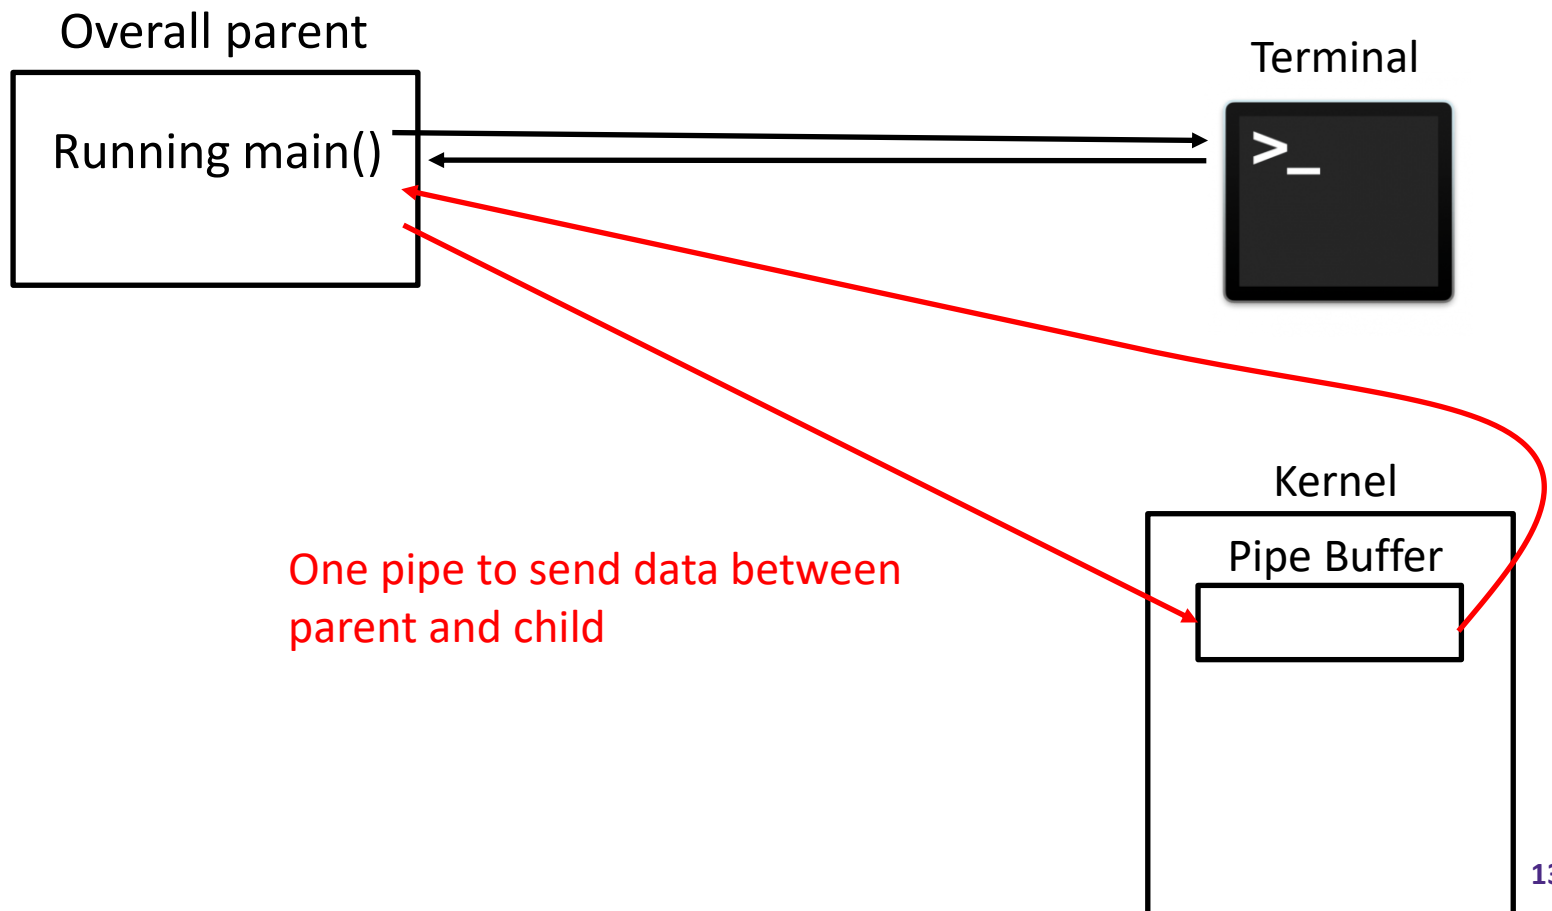 Overall parent
Terminal
Running main()
>_
Kernel
Pipe Buffer
One pipe to send data between
parent and child